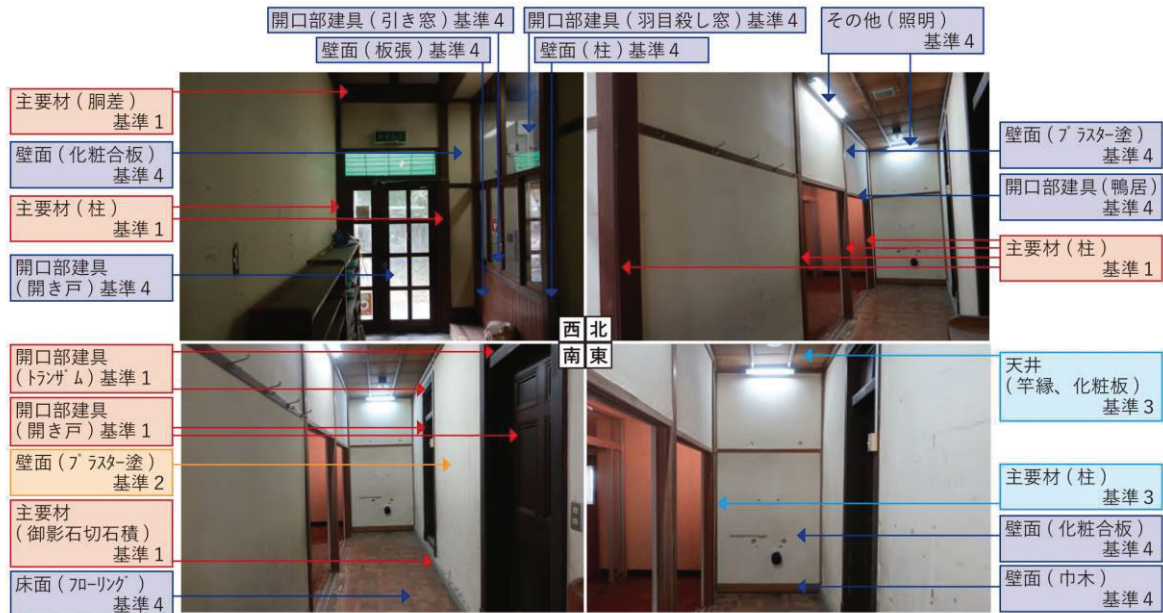 開口部建具(引き窓)基準4
開口部建具(羽目殺し窓)基準4
その他(照明)
基準4
壁面(板張)基準4
壁面(柱)基準4
主要材(胴差)
基準1
壁面(化粧合板)
基準4
主要材(柱)
基準1
開口部建具
(開き戸)基準4
壁面(プラスター塗)
基準4
開口部建具(鴨居)
基準4
主要材(柱)
基準1
西 北
南 東
開口部建具
(トランザム)基準1
開口部建具
(開き戸)基準1
壁面(プラスター塗)
基準2
主要材
(御影石切石積)
基準1
床面(フローリング)
基準4
天井
(竿縁、化粧板)
基準3
主要材(柱)
基準3
壁面(化粧合板)
基準4
壁面(巾木)
基準4